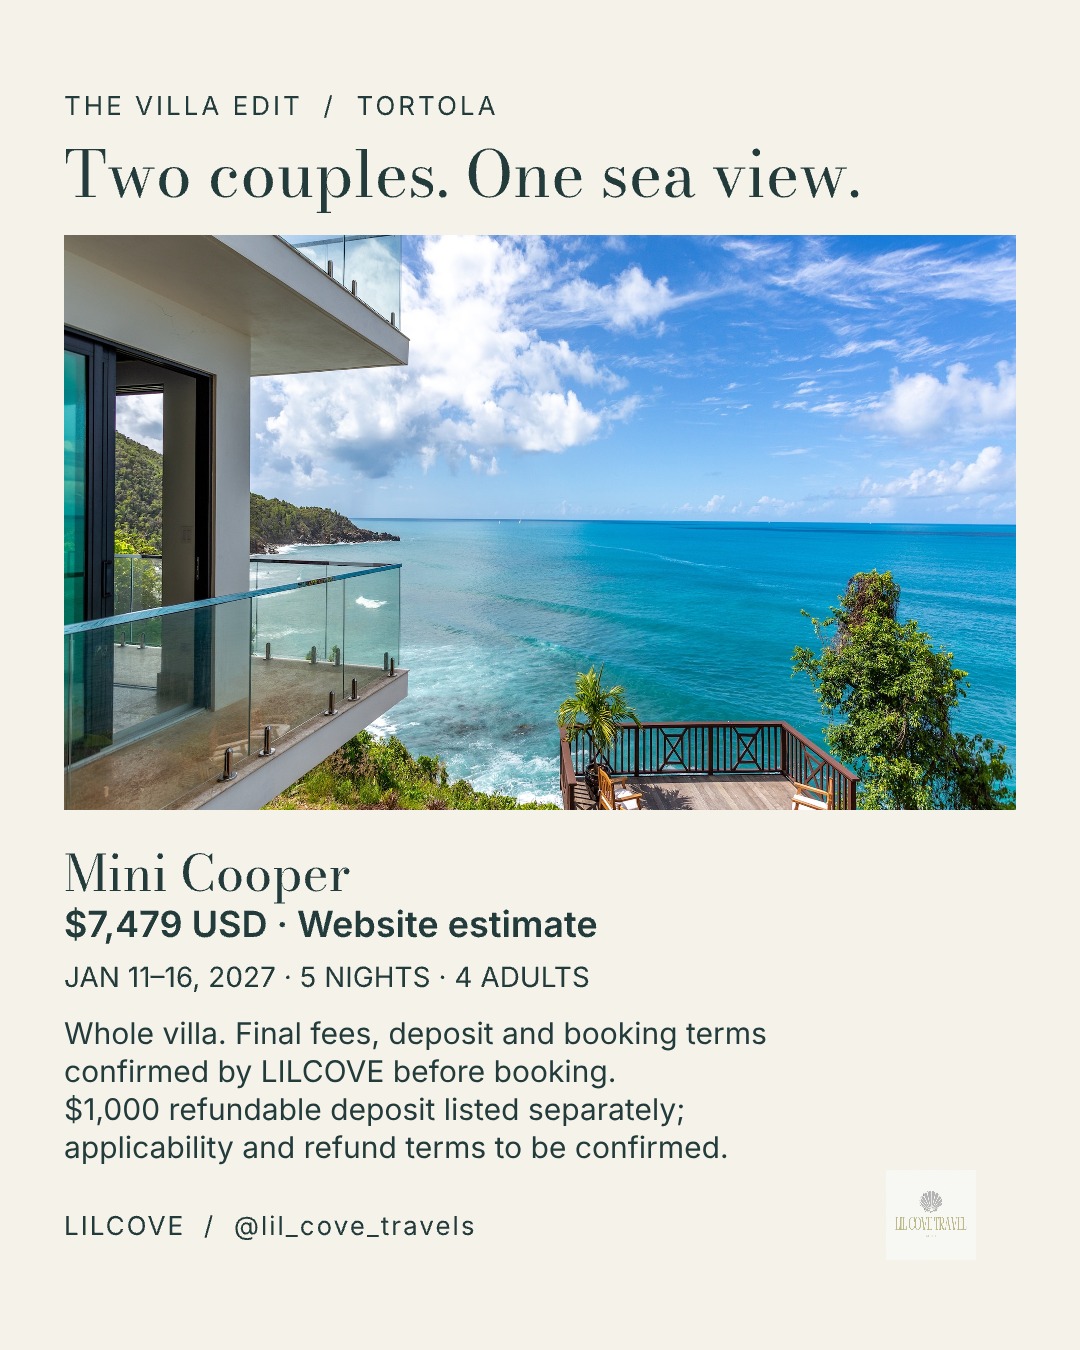 THE VILLA EDIT / TORTOLA
Two couples. One sea view.
Mini Cooper
$7,479 USD · Website estimate
JAN 11–16, 2027 · 5 NIGHTS · 4 ADULTS
Whole villa. Final fees, deposit and booking terms
confirmed by LILCOVE before booking.
$1,000 refundable deposit listed separately;
applicability and refund terms to be confirmed.
LILCOVE / @lil_cove_travels
LIL COVE TRAVEL